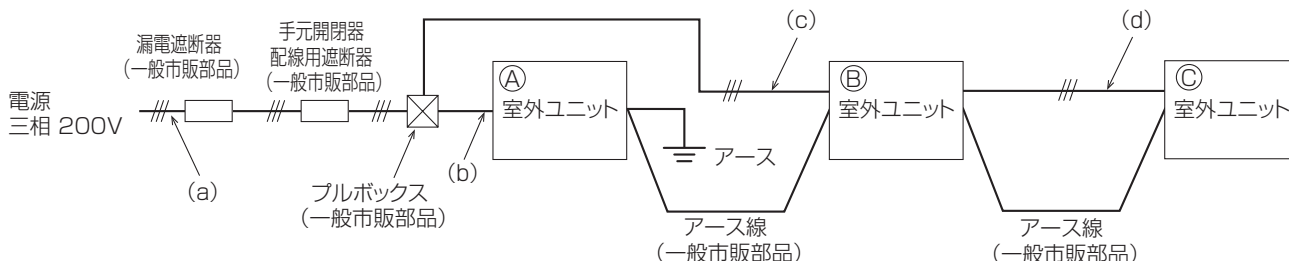 電源
三相 200V
漏電遮断器
(一般市販部品)
(a)
手元開閉器
配線用遮断器
(一般市販部品)
プルボックス
(一般市販部品)
(b)
Ⓐ
室外ユニット
アース
アース線
(一般市販部品)
(c)
Ⓑ
室外ユニット
アース線
(一般市販部品)
(d)
Ⓒ
室外ユニット